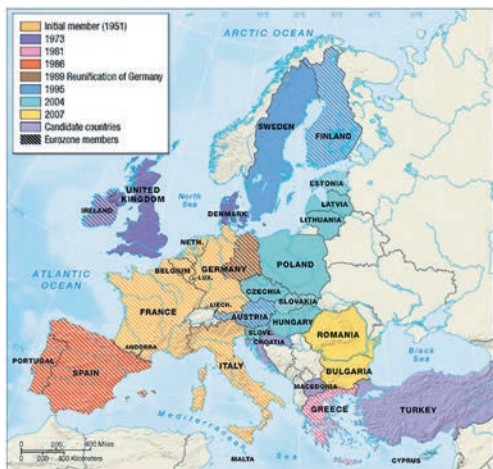 Initial member (1951)
1973
1981
1986
1989 Reunification of Germany
1995
2004
2007
Candidate countries
Eurozone members
ARCTIC OCEAN
SWEDEN
FINLAND
UNITED
KINGDOM
IRELAND
North
Sea
DENMARK
ESTONIA
LATVIA
LITHUANIA
NETH.
BELGIUM
LUX.
GERMANY
POLAND
ATLANTIC
OCEAN
CZECHIA
SLOVAKIA
FRANCE
LIECH.
AUSTRIA
HUNGARY
SLOVE.
CROATIA
ROMANIA
ANDORRA
PORTUGAL
SPAIN
ITALY
BULGARIA
Black
Sea
MACEDONIA
GREECE
TURKEY
Mediterranean
Sea
MALTA
CYPRUS
0 200 400 Miles
0 200 400 Kilometers